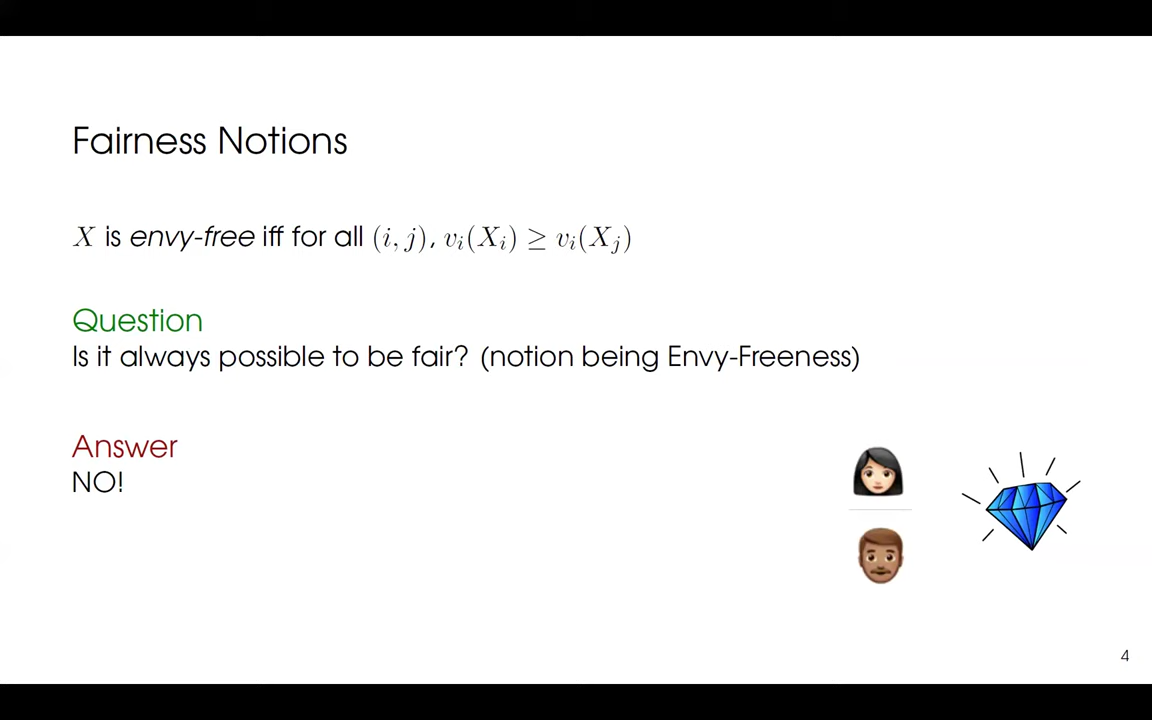 Fairness Notions
X is envy-free iff for all (i, j), v_i(X_i) ≥ v_i(X_j)
Question
Is it always possible to be fair? (notion being Envy-Freeness)
Answer
NO!
4